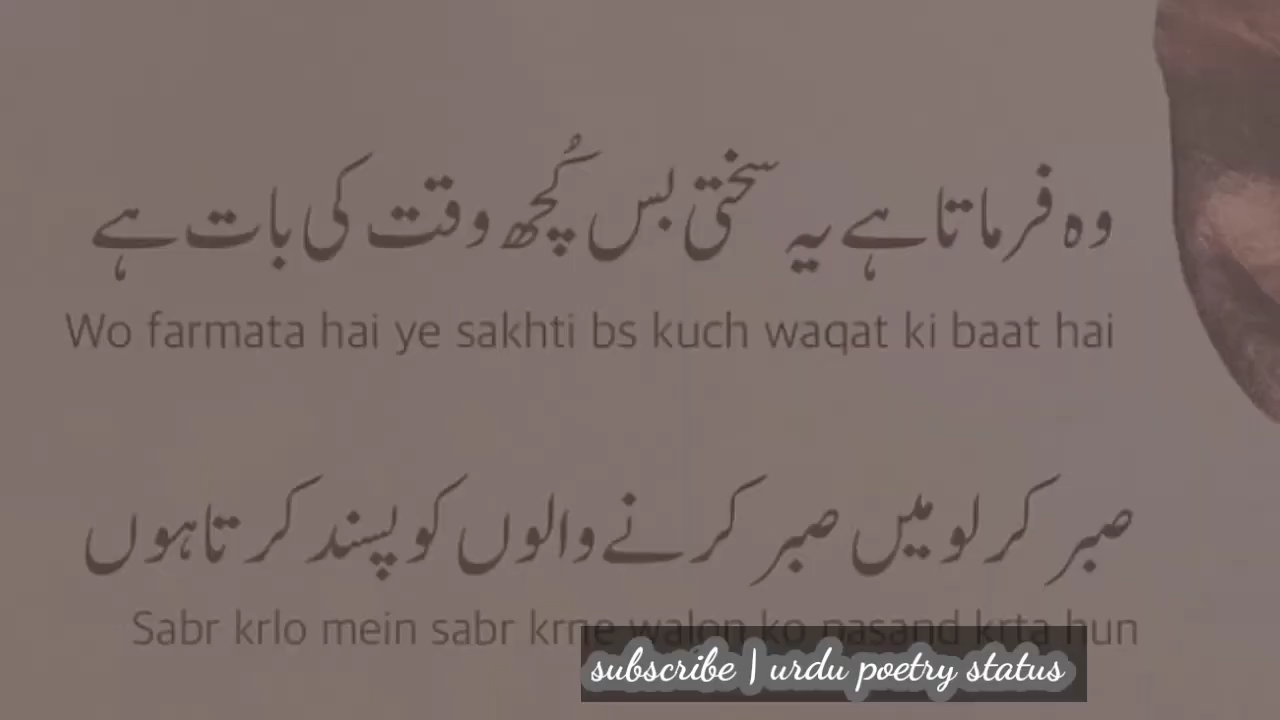 وہ فرماتا ہے یہ سختی بس کُچھ وقت کی بات ہے
Wo farmata hai ye sakhti bs kuch waqat ki baat hai
صبر کر لو میں صبر کرنے والوں کو پسند کرتا ہوں
Sabr krlo mein sabr krne walon ko pasand krta hun
subscribe | urdu poetry status